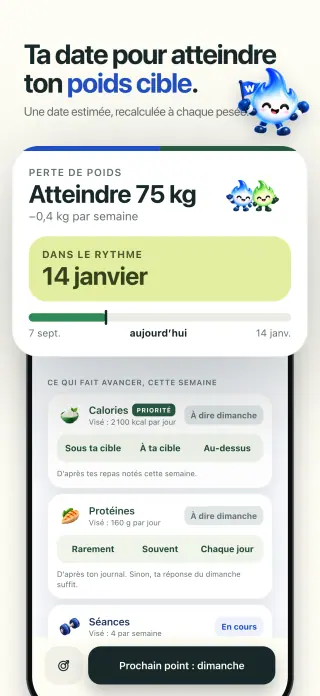 Ta date pour atteindre
ton poids cible.
Une date estimée, recalculée à chaque pesée.
W
PERTE DE POIDS
Atteindre 75 kg
−0,4 kg par semaine
DANS LE RYTHME
14 janvier
7 sept.
aujourd'hui
14 janv.
CE QUI FAIT AVANCER, CETTE SEMAINE
Calories PRIORITÉ
Visé : 2 100 kcal par jour
À dire dimanche
Sous ta cible
À ta cible
Au-dessus
D'après tes repas notés cette semaine.
Protéines
Visé : 160 g par jour
À dire dimanche
Rarement
Souvent
Chaque jour
D'après ton journal. Sinon, ta réponse du dimanche
suffit.
Séances
Visé : 4 par semaine
En cours
Prochain point : dimanche